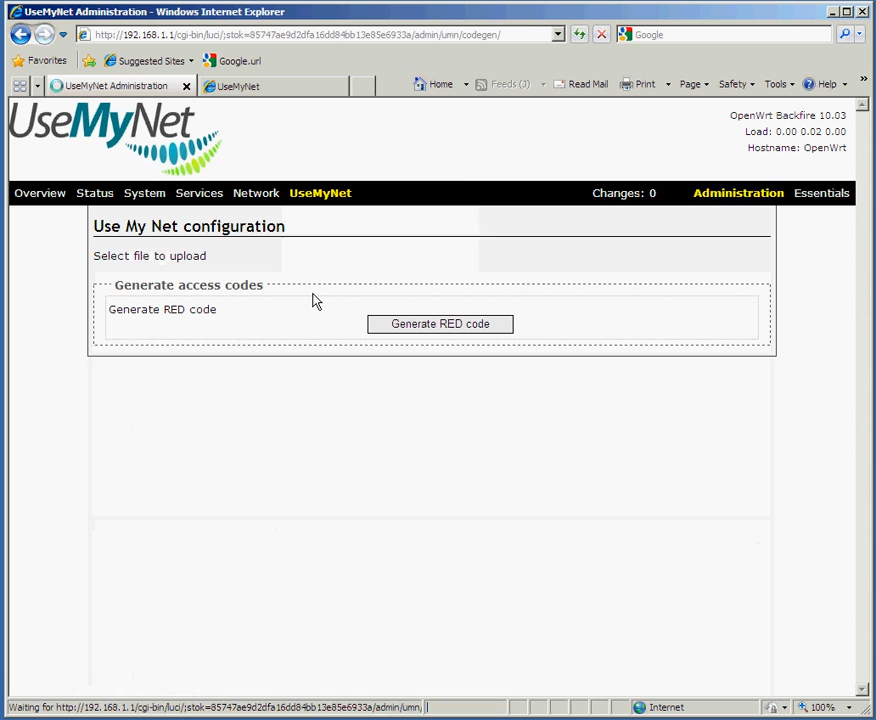 UseMyNet Administration - Windows Internet Explorer
http://192.168.1.1/cgi-bin/luci/;stok=85747ae9d2dfa16dd84bb13e85e6933a/admin/umn/codegen/
Google
Favorites Suggested Sites Google.url
UseMyNet Administration UseMyNet Home Feeds (J) Read Mail Print Page Safety Tools Help »
UseMyNet
OpenWrt Backfire 10.03
Load: 0.00 0.02 0.00
Hostname: OpenWrt
Overview Status System Services Network UseMyNet Changes: 0 Administration Essentials
Use My Net configuration
Select file to upload
Generate access codes
Generate RED code
Generate RED code
Waiting for http://192.168.1.1/cgi-bin/luci/;stok=85747ae9d2dfa16dd84bb13e85e6933a/admin/umn, Internet 100%